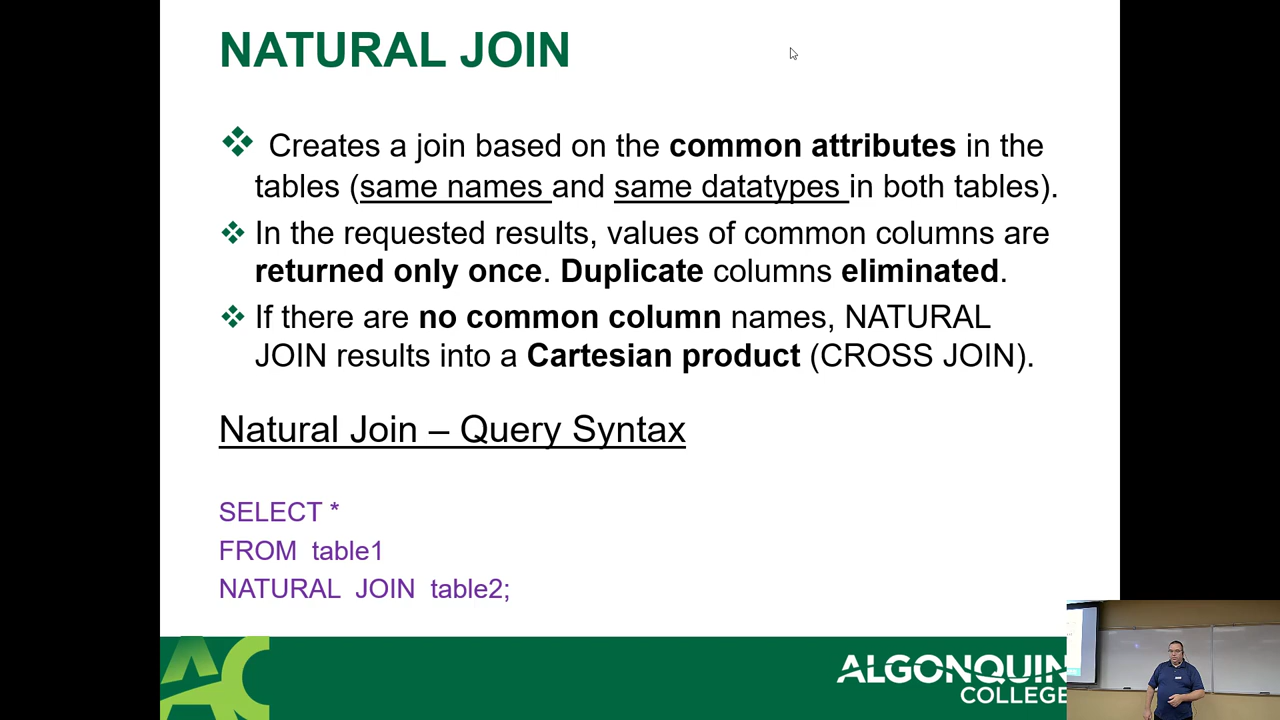 NATURAL JOIN
❖ Creates a join based on the common attributes in the
tables (same names and same datatypes in both tables).
❖ In the requested results, values of common columns are
returned only once. Duplicate columns eliminated.
❖ If there are no common column names, NATURAL
JOIN results into a Cartesian product (CROSS JOIN).
Natural Join – Query Syntax
SELECT *
FROM table1
NATURAL JOIN table2;
AC
ALGONQUIN
COLLEGE